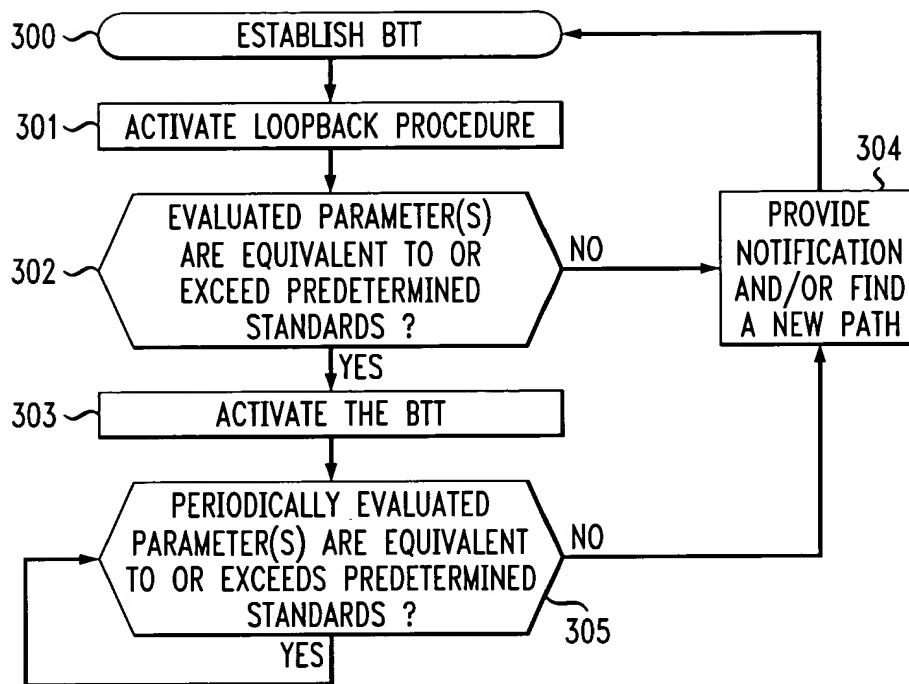 300
ESTABLISH BTT
301
ACTIVATE LOOPBACK PROCEDURE
302
EVALUATED PARAMETER(S)
ARE EQUIVALENT TO OR
EXCEED PREDETERMINED
STANDARDS ?
NO
304
PROVIDE
NOTIFICATION
AND/OR FIND
A NEW PATH
YES
303
ACTIVATE THE BTT
PERIODICALLY EVALUATED
PARAMETER(S) ARE EQUIVALENT
TO OR EXCEEDS PREDETERMINED
STANDARDS ?
NO
305
YES